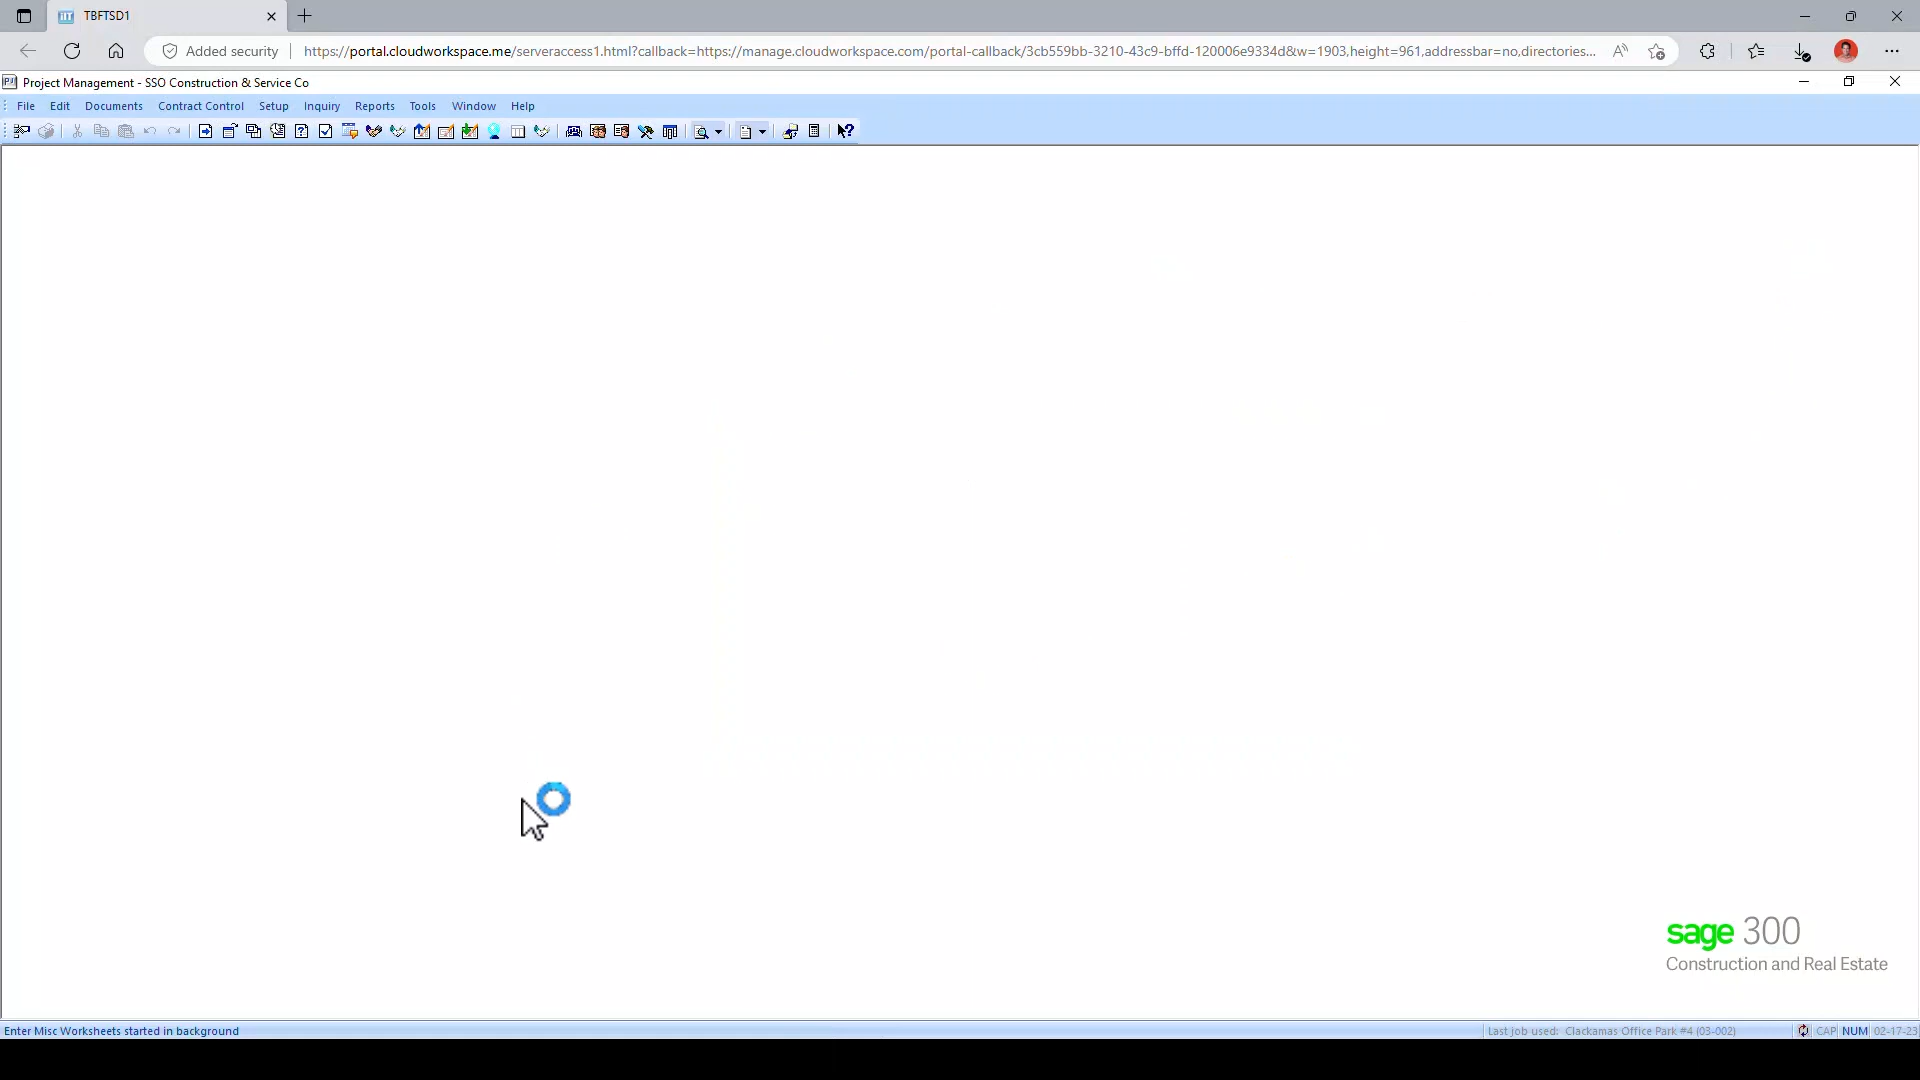 TBFTSD1
Added security
https://portal.cloudworkspace.me/serveraccess1.html?callback=https://manage.cloudworkspace.com/portal-callback/3cb559bb-3210-43c9-bffd-120006e9334d&w=1903,height=961,addressbar=no,directories...
Project Management - SSO Construction & Service Co
File Edit Documents Contract Control Setup Inquiry Reports Tools Window Help
sage 300
Construction and Real Estate
Enter Misc Worksheets started in background
Last job used: Clackamas Office Park #4 (03-002)
CAP NUM 02-17-23